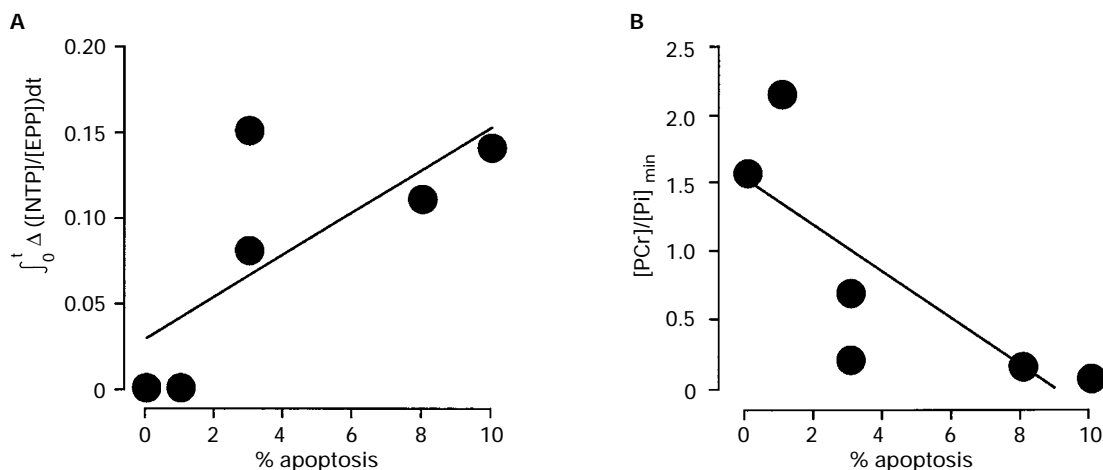 A
0.20
0.15
0.10
0.05
0
∫₀ᵗ Δ ([NTP]/[EPP])dt
0 2 4 6 8 10
% apoptosis
B
2.5
2.0
1.5
1.0
0.5
0
[PCr]/[Pi] min
0 2 4 6 8 10
% apoptosis